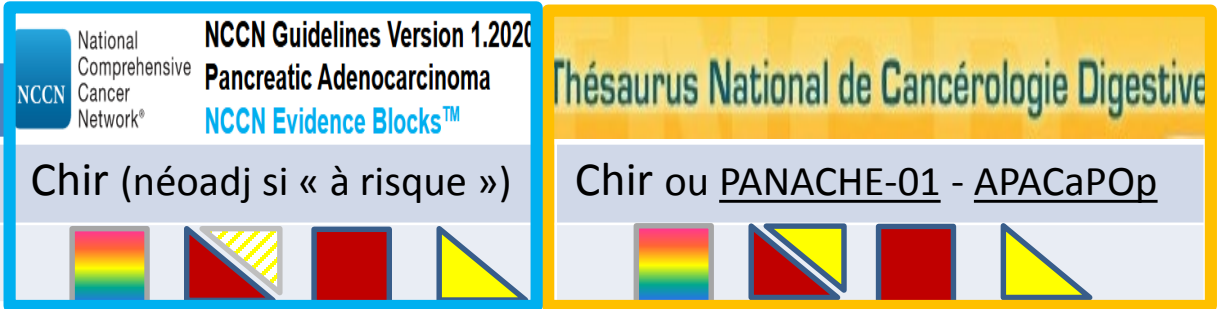 NCCN
National
Comprehensive
Cancer
Network®
NCCN Guidelines Version 1.2020
Pancreatic Adenocarcinoma
NCCN Evidence Blocks™
Thésaurus National de Cancérologie Digestive
Chir (néoadj si « à risque »)
Chir ou PANACHE-01 - APACaPOp